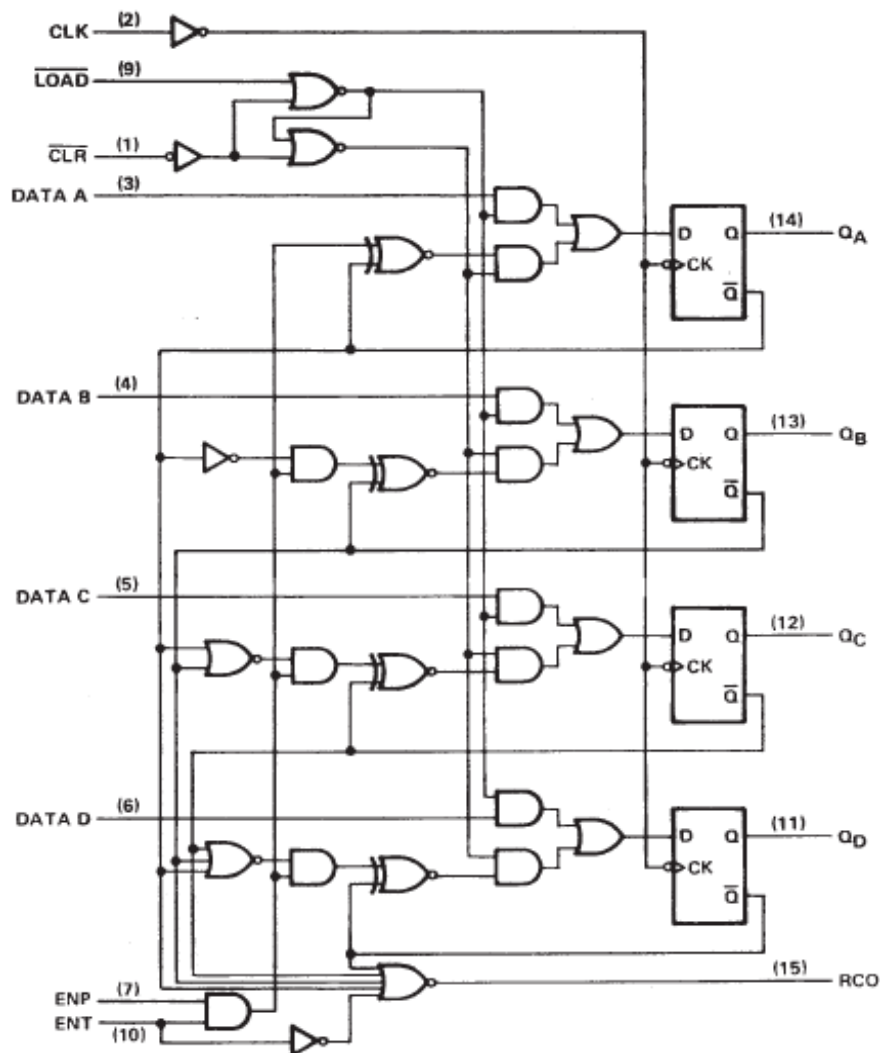 CLK (2)
LOAD (9)
CLR (1)
DATA A (3)
D Q (14) QA
CK
Q
DATA B (4)
D Q (13) QB
CK
Q
DATA C (5)
D Q (12) QC
CK
Q
DATA D (6)
D Q (11) QD
CK
Q
(15) RCO
ENP (7)
ENT (10)